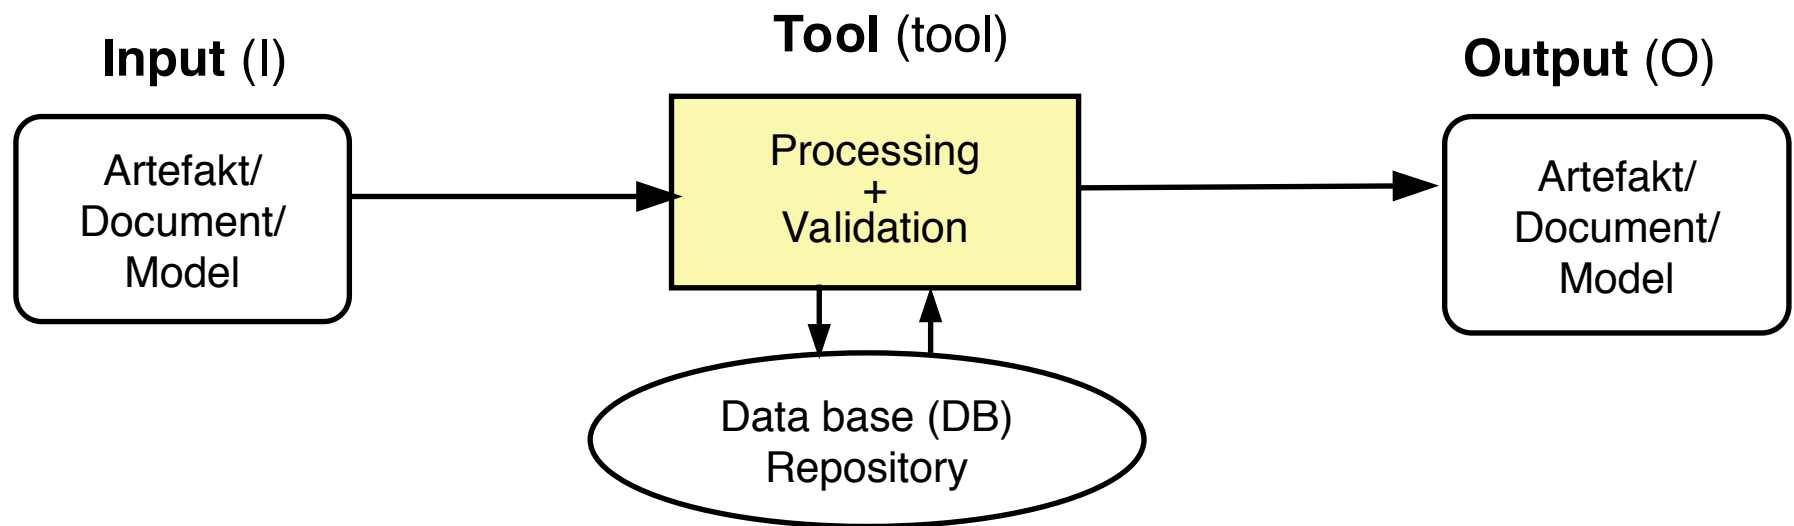 Input (I)
Tool (tool)
Output (O)
Artefakt/
Document/
Model
Processing
+
Validation
Artefakt/
Document/
Model
Data base (DB)
Repository